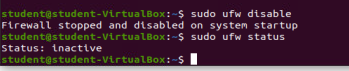 student@student-VirtualBox:~$ sudo ufw disable
Firewall stopped and disabled on system startup
student@student-VirtualBox:~$ sudo ufw status
Status: inactive
student@student-VirtualBox:~$